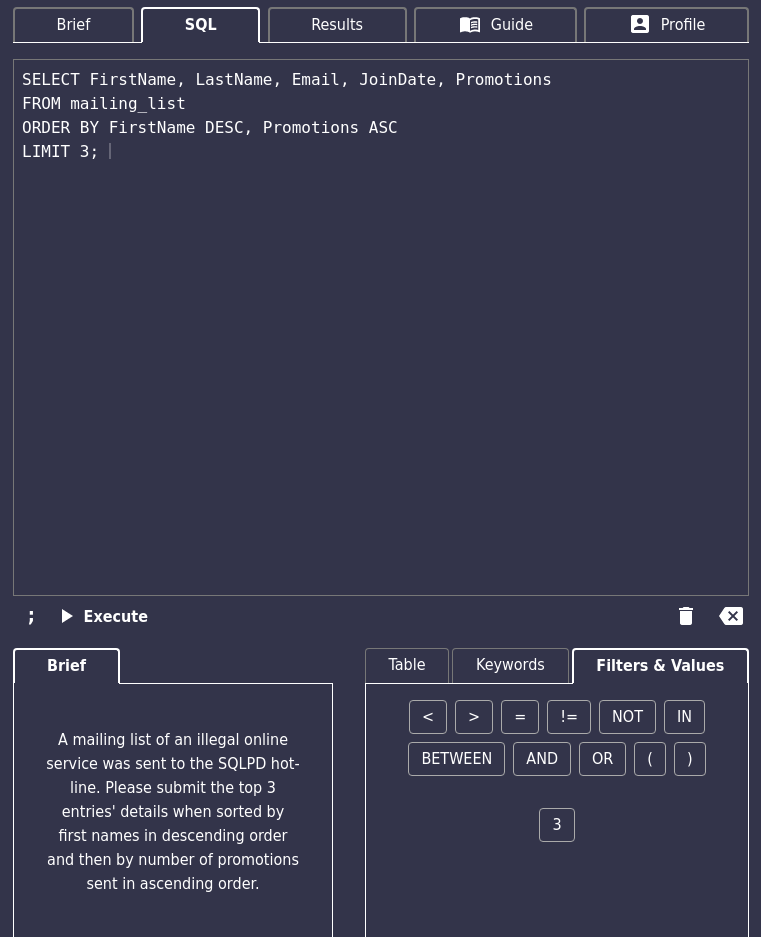 Brief
SQL
Results
Guide
Profile
SELECT FirstName, LastName, Email, JoinDate, Promotions
FROM mailing_list
ORDER BY FirstName DESC, Promotions ASC
LIMIT 3;
;
Execute
Brief
Table
Keywords
Filters & Values
A mailing list of an illegal online
service was sent to the SQLPD hot-
line. Please submit the top 3
entries' details when sorted by
first names in descending order
and then by number of promotions
sent in ascending order.
< > = != NOT IN
BETWEEN AND OR ( )
3